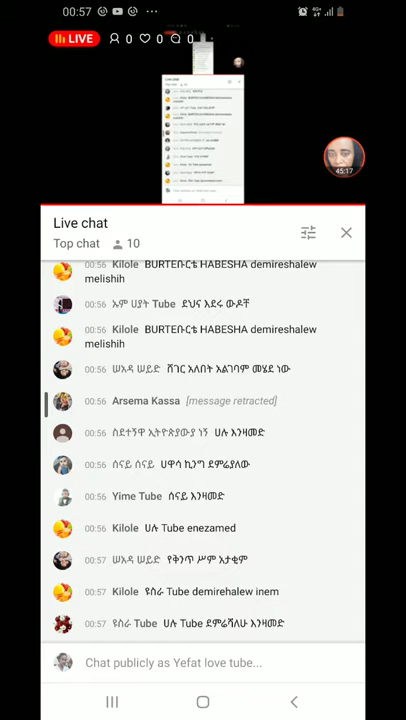 00:57
4G+
LIVE 0 0 0
45:17
Live chat
Top chat 10
00:56 Kilole BURTEቡርቴ HABESHA demireshalew
melishih
00:56 ኡም ሀያት Tube ደህና እደሩ ውዶቸ
00:56 Kilole BURTEቡርቴ HABESHA demireshalew
melishih
00:56 ሠአዳ ሠይድ ሸገር አለበት አልገባም መሄደ ነው
00:56 Arsema Kassa [message retracted]
00:56 ስደተኝዋ ኢትዮጵያውያ ነኝ ሀሉ እንዛመድ
00:56 ሰናይ ሰናይ ሀዋሳ ኪንግ ደምሬያለው
00:56 Yime Tube ሰናይ እንዛመድ
00:56 Kilole ሀሉ Tube enezamed
00:57 ሠአዳ ሠይድ የቅንጥ ሥም አታቂም
00:57 Kilole ዩስራ Tube demirehalew inem
00:57 ዩስራ Tube ሀሉ Tube ደምሬሻለሁ እንዛመድ
Chat publicly as Yefat love tube...